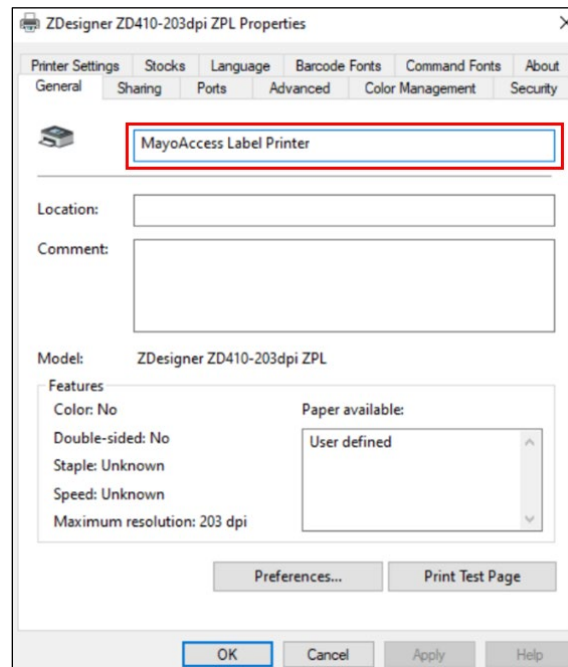 ZDesigner ZD410-203dpi ZPL Properties
Printer Settings Stocks Language Barcode Fonts Command Fonts About
General Sharing Ports Advanced Color Management Security
MayoAccess Label Printer
Location:
Comment:
Model: ZDesigner ZD410-203dpi ZPL
Features
Color: No Paper available:
Double-sided: No User defined
Staple: Unknown
Speed: Unknown
Maximum resolution: 203 dpi
Preferences... Print Test Page
OK Cancel Apply Help